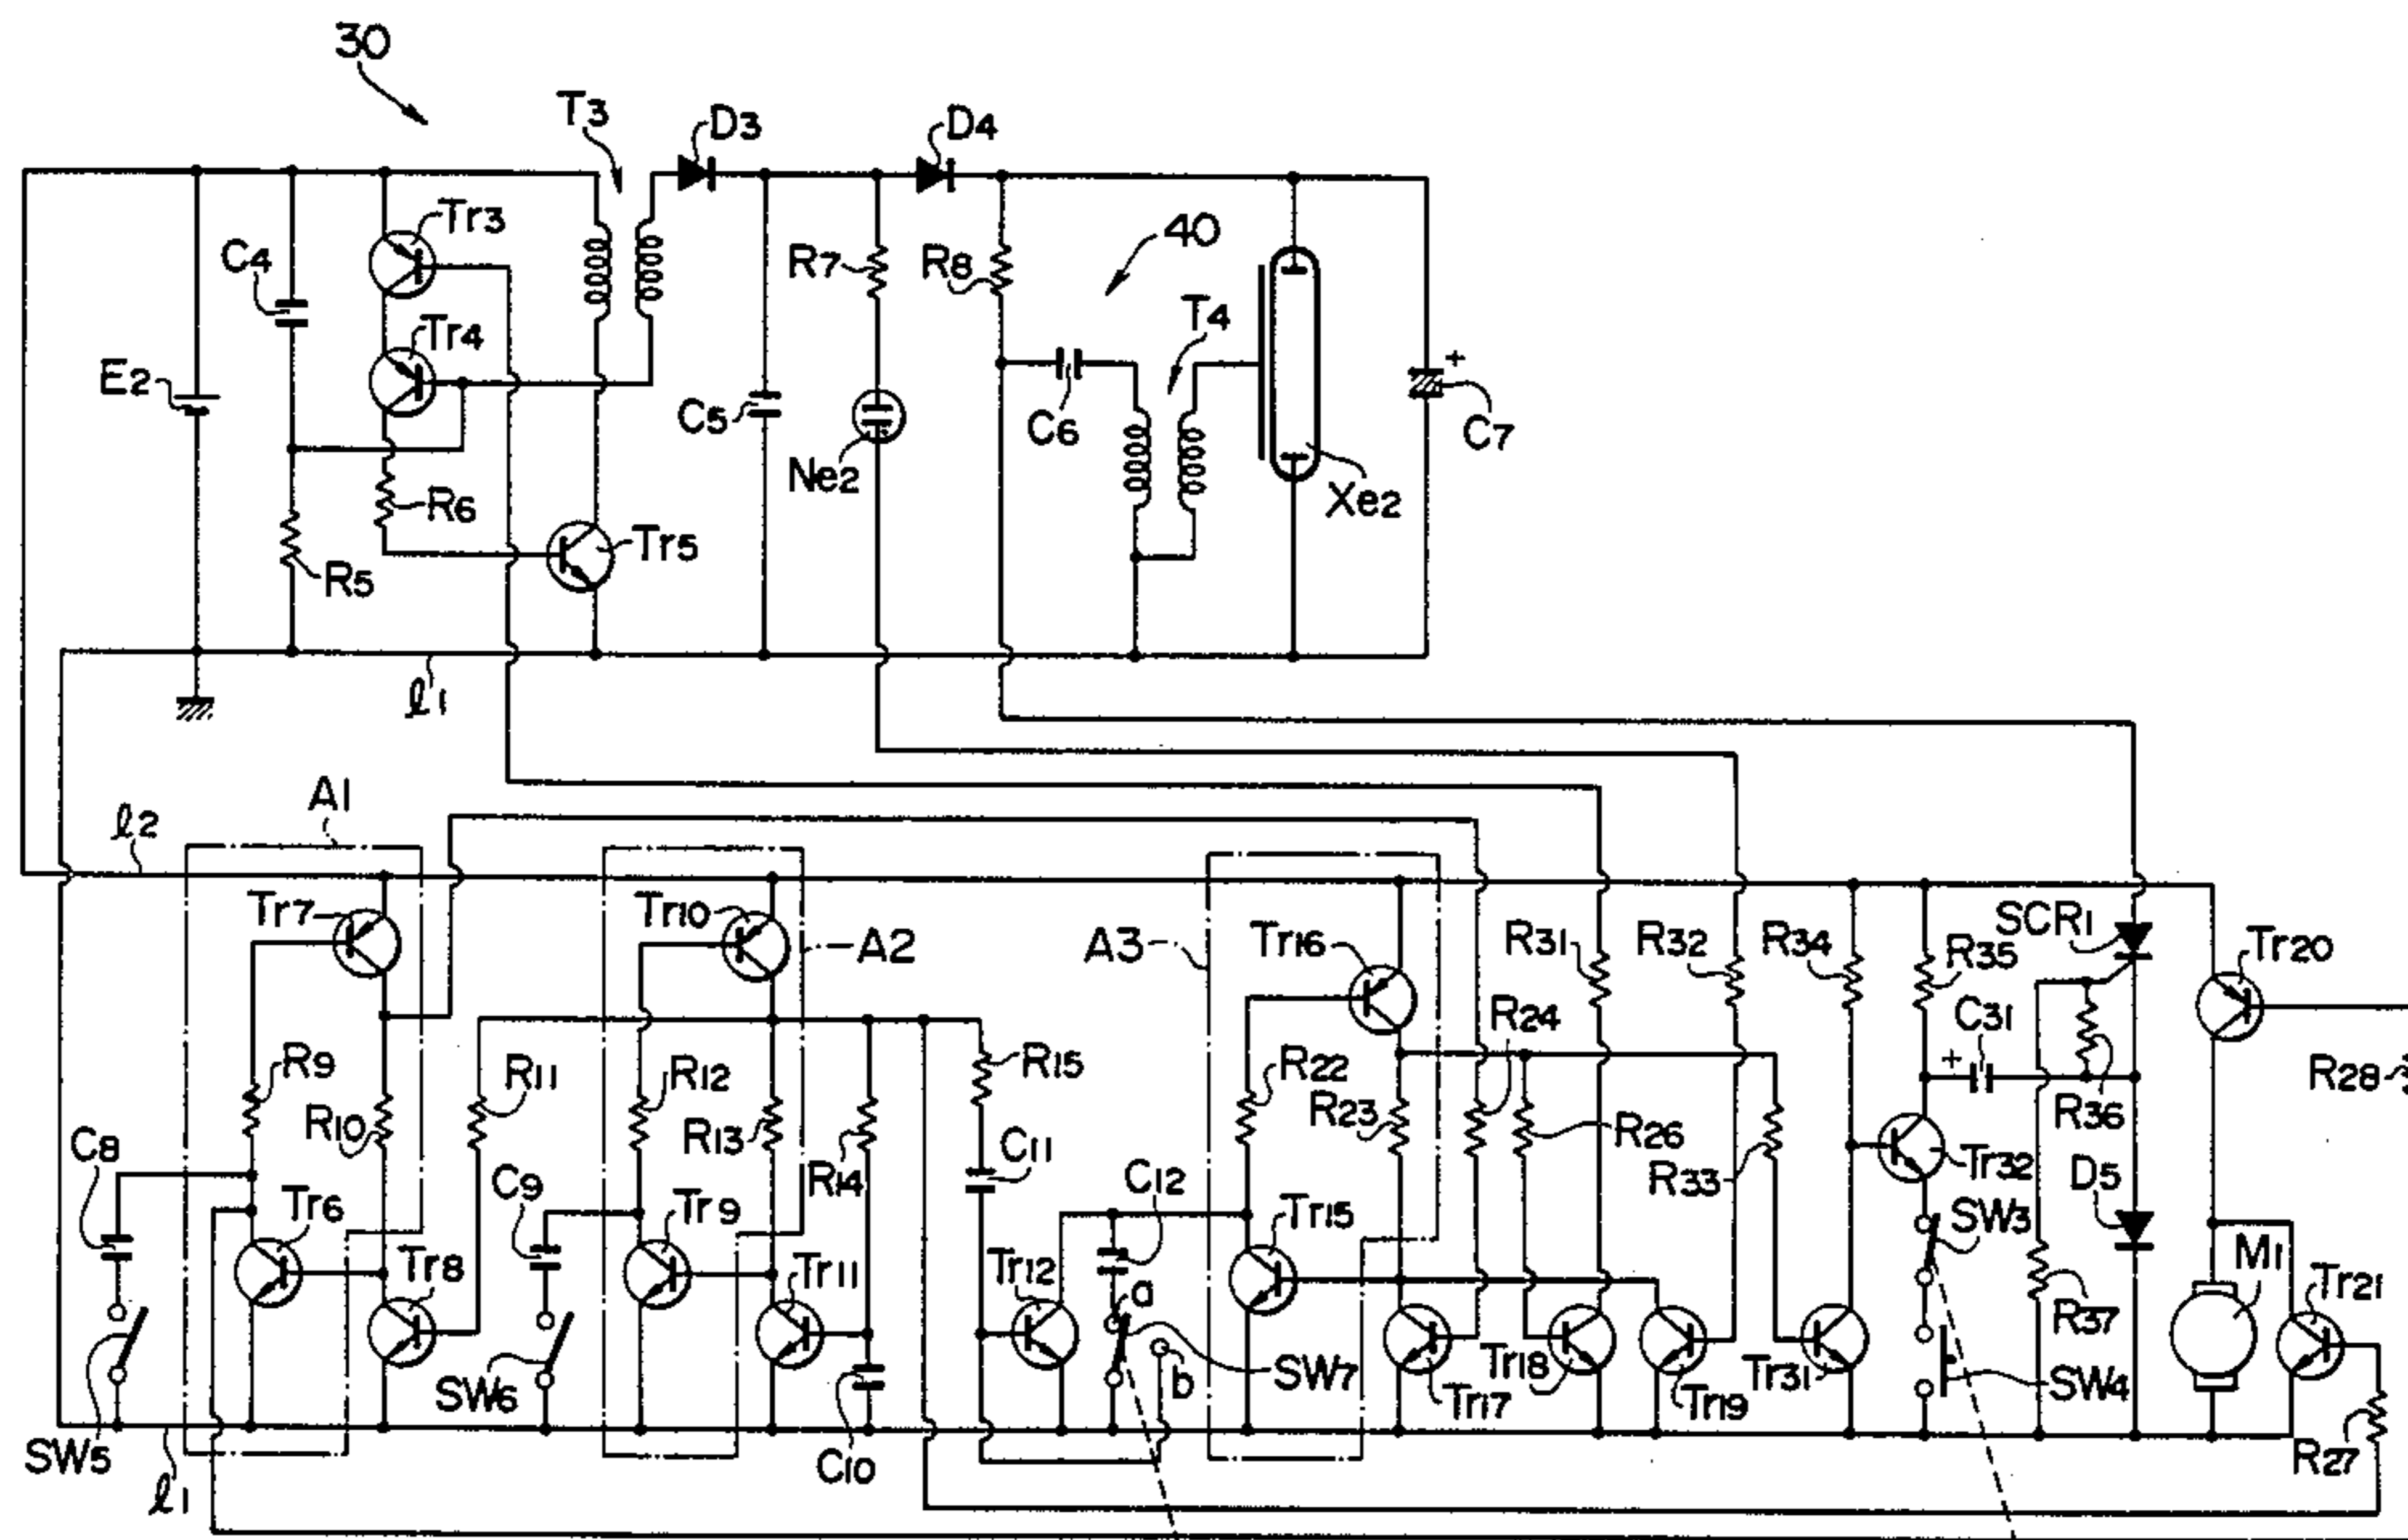 30
T3
D3
D4
Tr3
C4
40
R7
R8
T4
Tr4
E2
C5
C6
C7
Ne2
R6
Xe2
Tr5
R5
l1
A1
l2
Tr7
Tr10
A2
A3
Tr16
R31
R32
R34
R35
SCR1
Tr20
R24
C31
R28
R9
R11
R12
R15
R22
R10
R13
R23
R26
R36
C8
R14
C11
C12
R33
Tr32
D5
Tr6
C9
Tr9
Tr15
SW3
M1
Tr8
Tr11
Tr12
a
Tr21
R37
SW6
SW7
b
Tr18
Tr31
SW4
Tr17
Tr19
SW5
C10
R27
l1